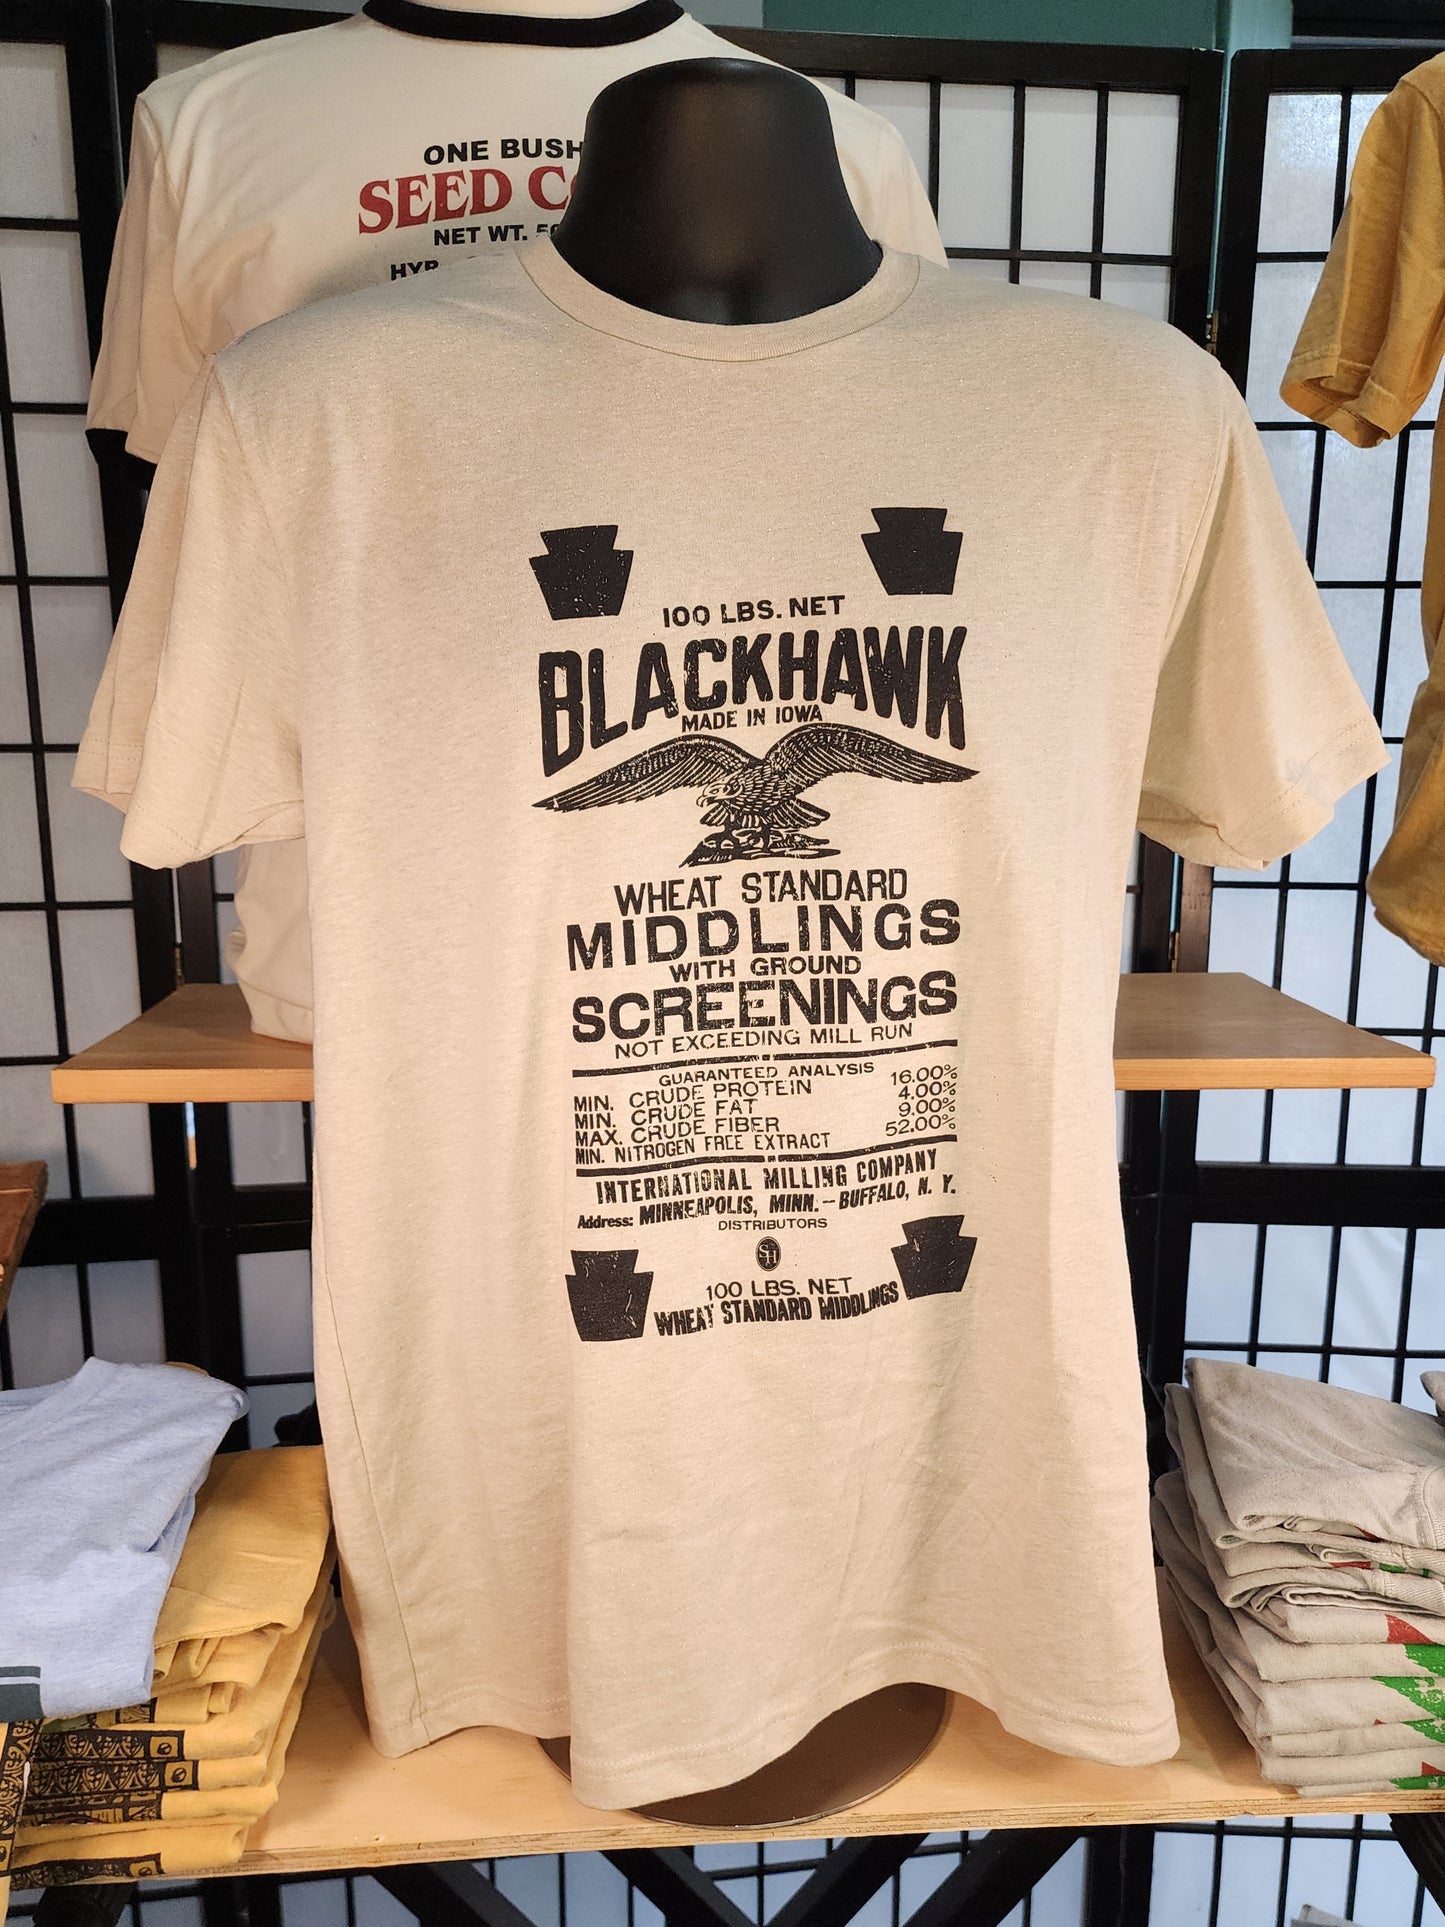 ONE BUSH
SEED C
NET WT.
100 LBS. NET
BLACKHAWK
MADE IN IOWA
WHEAT STANDARD
MIDDLINGS
WITH GROUND
SCREENINGS
NOT EXCEEDING MILL RUN
GUARANTEED ANALYSIS
MIN. CRUDE PROTEIN 16.00%
MIN. CRUDE FAT 4.00%
MAX. CRUDE FIBER 9.00%
MIN. NITROGEN FREE EXTRACT 52.00%
INTERNATIONAL MILLING COMPANY
Address: MINNEAPOLIS, MINN. - BUFFALO, N. Y.
DISTRIBUTORS
SH
100 LBS. NET
WHEAT STANDARD MIDDLINGS